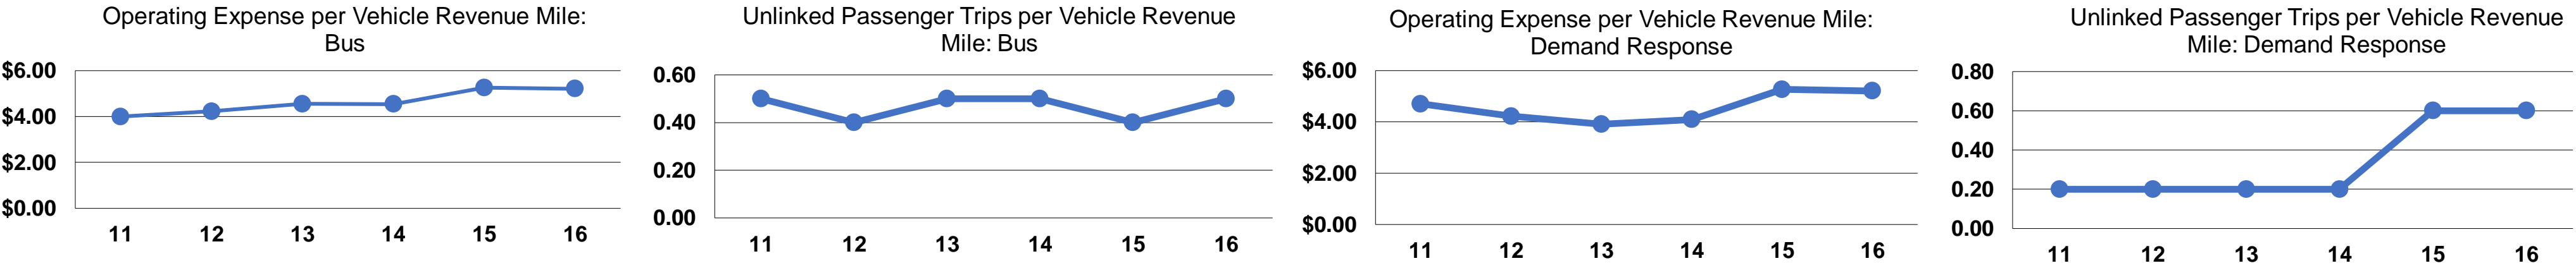 Operating Expense per Vehicle Revenue Mile:
Bus
$6.00
$4.00
$2.00
$0.00
11 12 13 14 15 16
Unlinked Passenger Trips per Vehicle Revenue
Mile: Bus
0.60
0.40
0.20
0.00
11 12 13 14 15 16
Operating Expense per Vehicle Revenue Mile:
Demand Response
$6.00
$4.00
$2.00
$0.00
11 12 13 14 15 16
Unlinked Passenger Trips per Vehicle Revenue
Mile: Demand Response
0.80
0.60
0.40
0.20
0.00
11 12 13 14 15 16